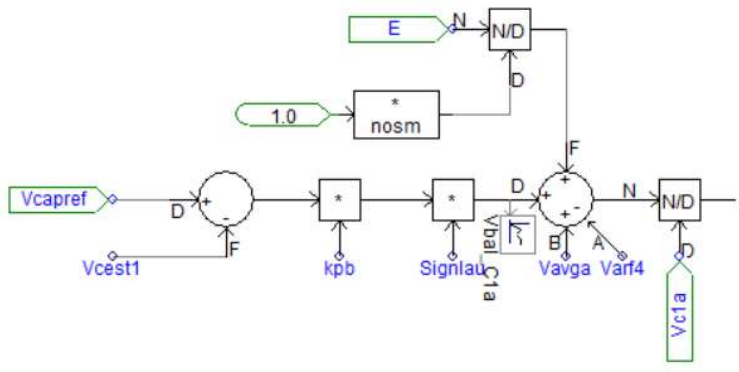 E
N
N/D
D
*
nosm
1.0
F
Vcapref
D
+
-
F
Vcest1
*
kpb
*
Signlau
D
Vbal_C1a
+
+
-
+
B
A
Vavga
Varf4
N
N/D
D
Vc1a